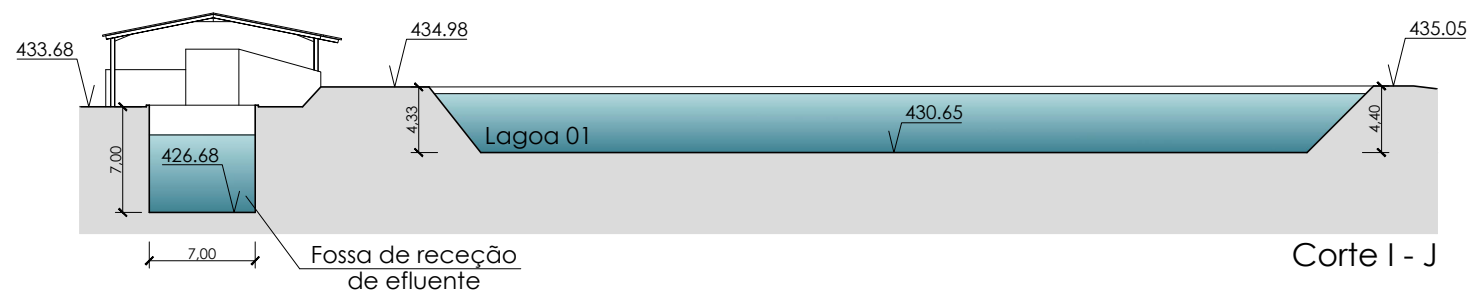 433.68
434.98
435.05
4,33
430.65
4,40
Lagoa 01
7,00
426.68
7,00
Fossa de receção
de efluente
Corte I - J